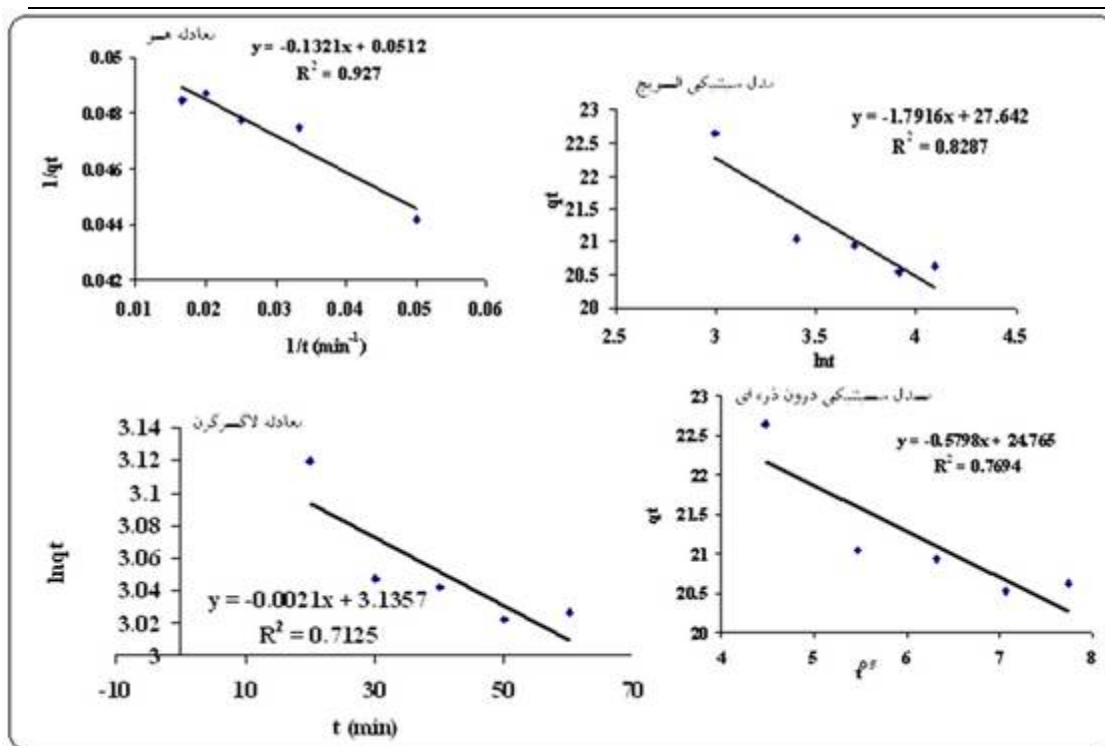 معادله هـو
y = -0.1321x + 0.0512
R² = 0.927
0.05
0.048
0.046
0.044
0.042
1/qt
0.01 0.02 0.03 0.04 0.05 0.06
1/t (min⁻¹)
مدل سینتیکی الـویچ
y = -1.7916x + 27.642
R² = 0.8287
23
22.5
22
21.5
21
20.5
20
qt
2.5 3 3.5 4 4.5
lnt
معادله لاگرگرن
3.14
3.12
3.1
3.08
3.06
3.04
3.02
3
lnqt
y = -0.0021x + 3.1357
R² = 0.7125
-10 10 30 50 70
t (min)
مدل سینتیکی درون ذره ای
y = -0.5798x + 24.765
R² = 0.7694
23
22.5
22
21.5
21
20.5
20
qt
4 5 6 7 8
t⁰·⁵